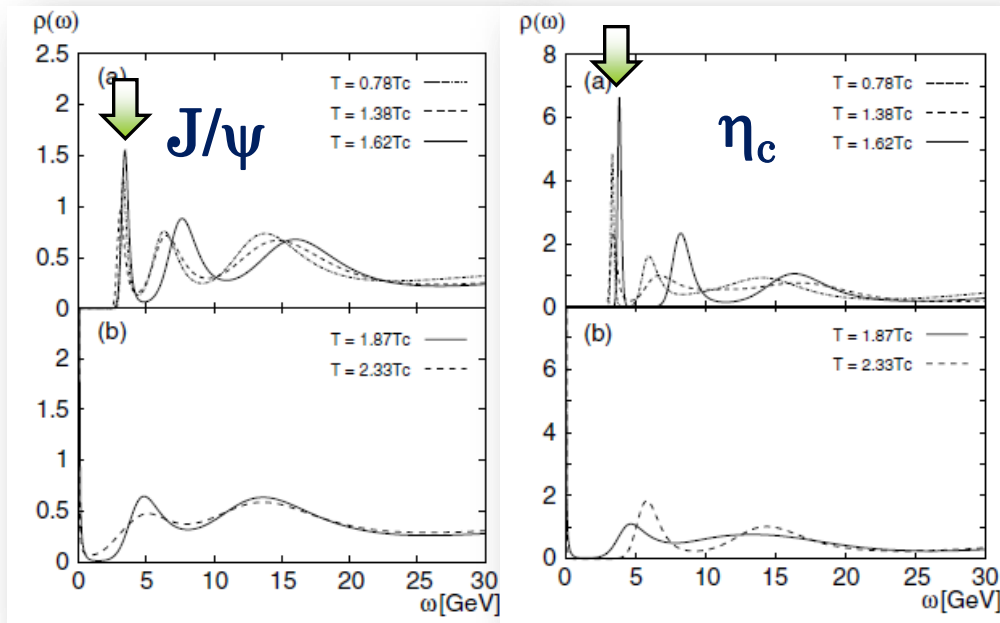 ρ(ω)
2.5
(a)
T = 0.78Tc
2
T = 1.38Tc
J/ψ
T = 1.62Tc
1.5
1
0.5
0
(b)
T = 1.87Tc
2
T = 2.33Tc
1.5
1
0.5
0
0 5 10 15 20 25 30
ω[GeV]
ρ(ω)
8
(a)
T = 0.78Tc
6
T = 1.38Tc
ηc
T = 1.62Tc
4
2
0
(b)
T = 1.87Tc
6
T = 2.33Tc
4
2
0
0 5 10 15 20 25 30
ω[GeV]